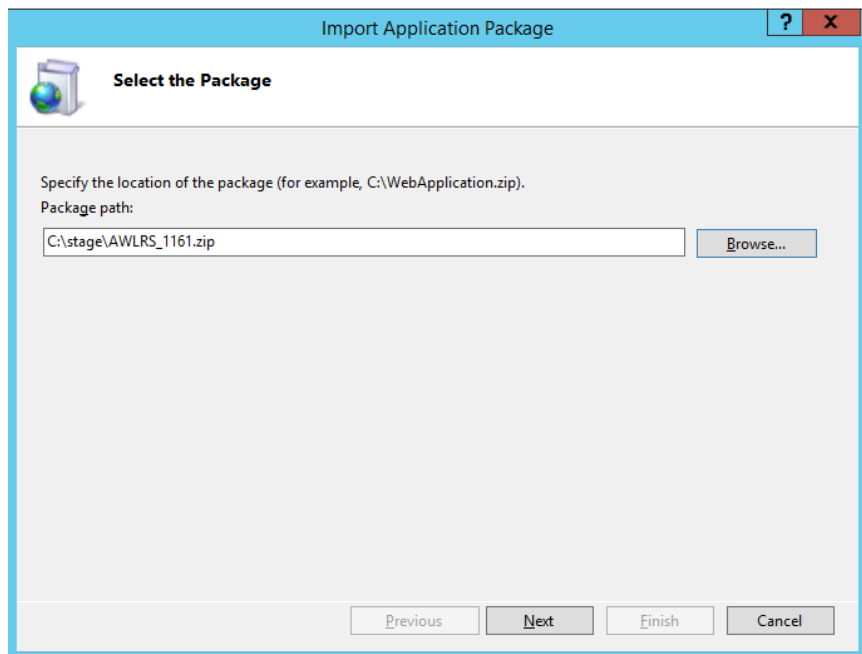 Import Application Package
? X
Select the Package
Specify the location of the package (for example, C:\WebApplication.zip).
Package path:
C:\stage\AWLRS_1161.zip
Browse...
Previous Next Finish Cancel